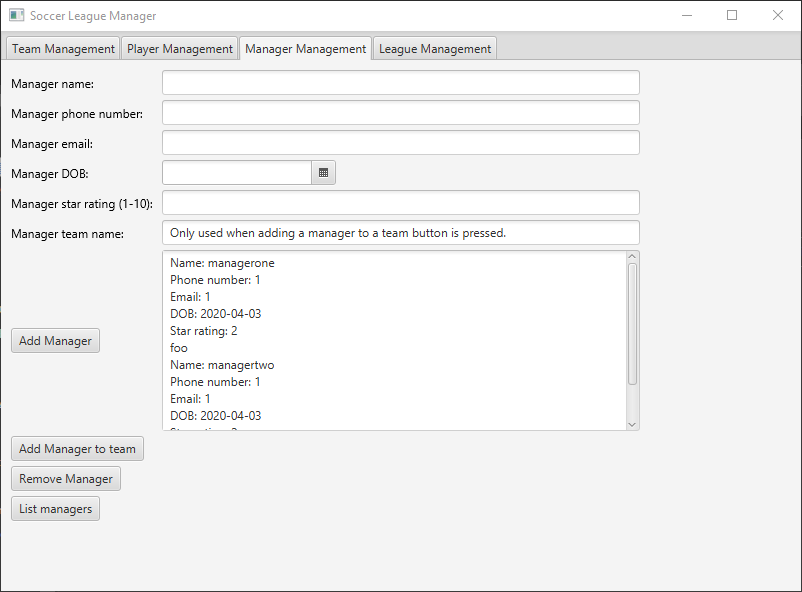 Soccer League Manager
Team Management
Player Management
Manager Management
League Management
Manager name:
Manager phone number:
Manager email:
Manager DOB:
Manager star rating (1-10):
Manager team name:
Only used when adding a manager to a team button is pressed.
Name: managerone
Phone number: 1
Email: 1
DOB: 2020-04-03
Star rating: 2
foo
Name: managertwo
Phone number: 1
Email: 1
DOB: 2020-04-03
Add Manager
Add Manager to team
Remove Manager
List managers